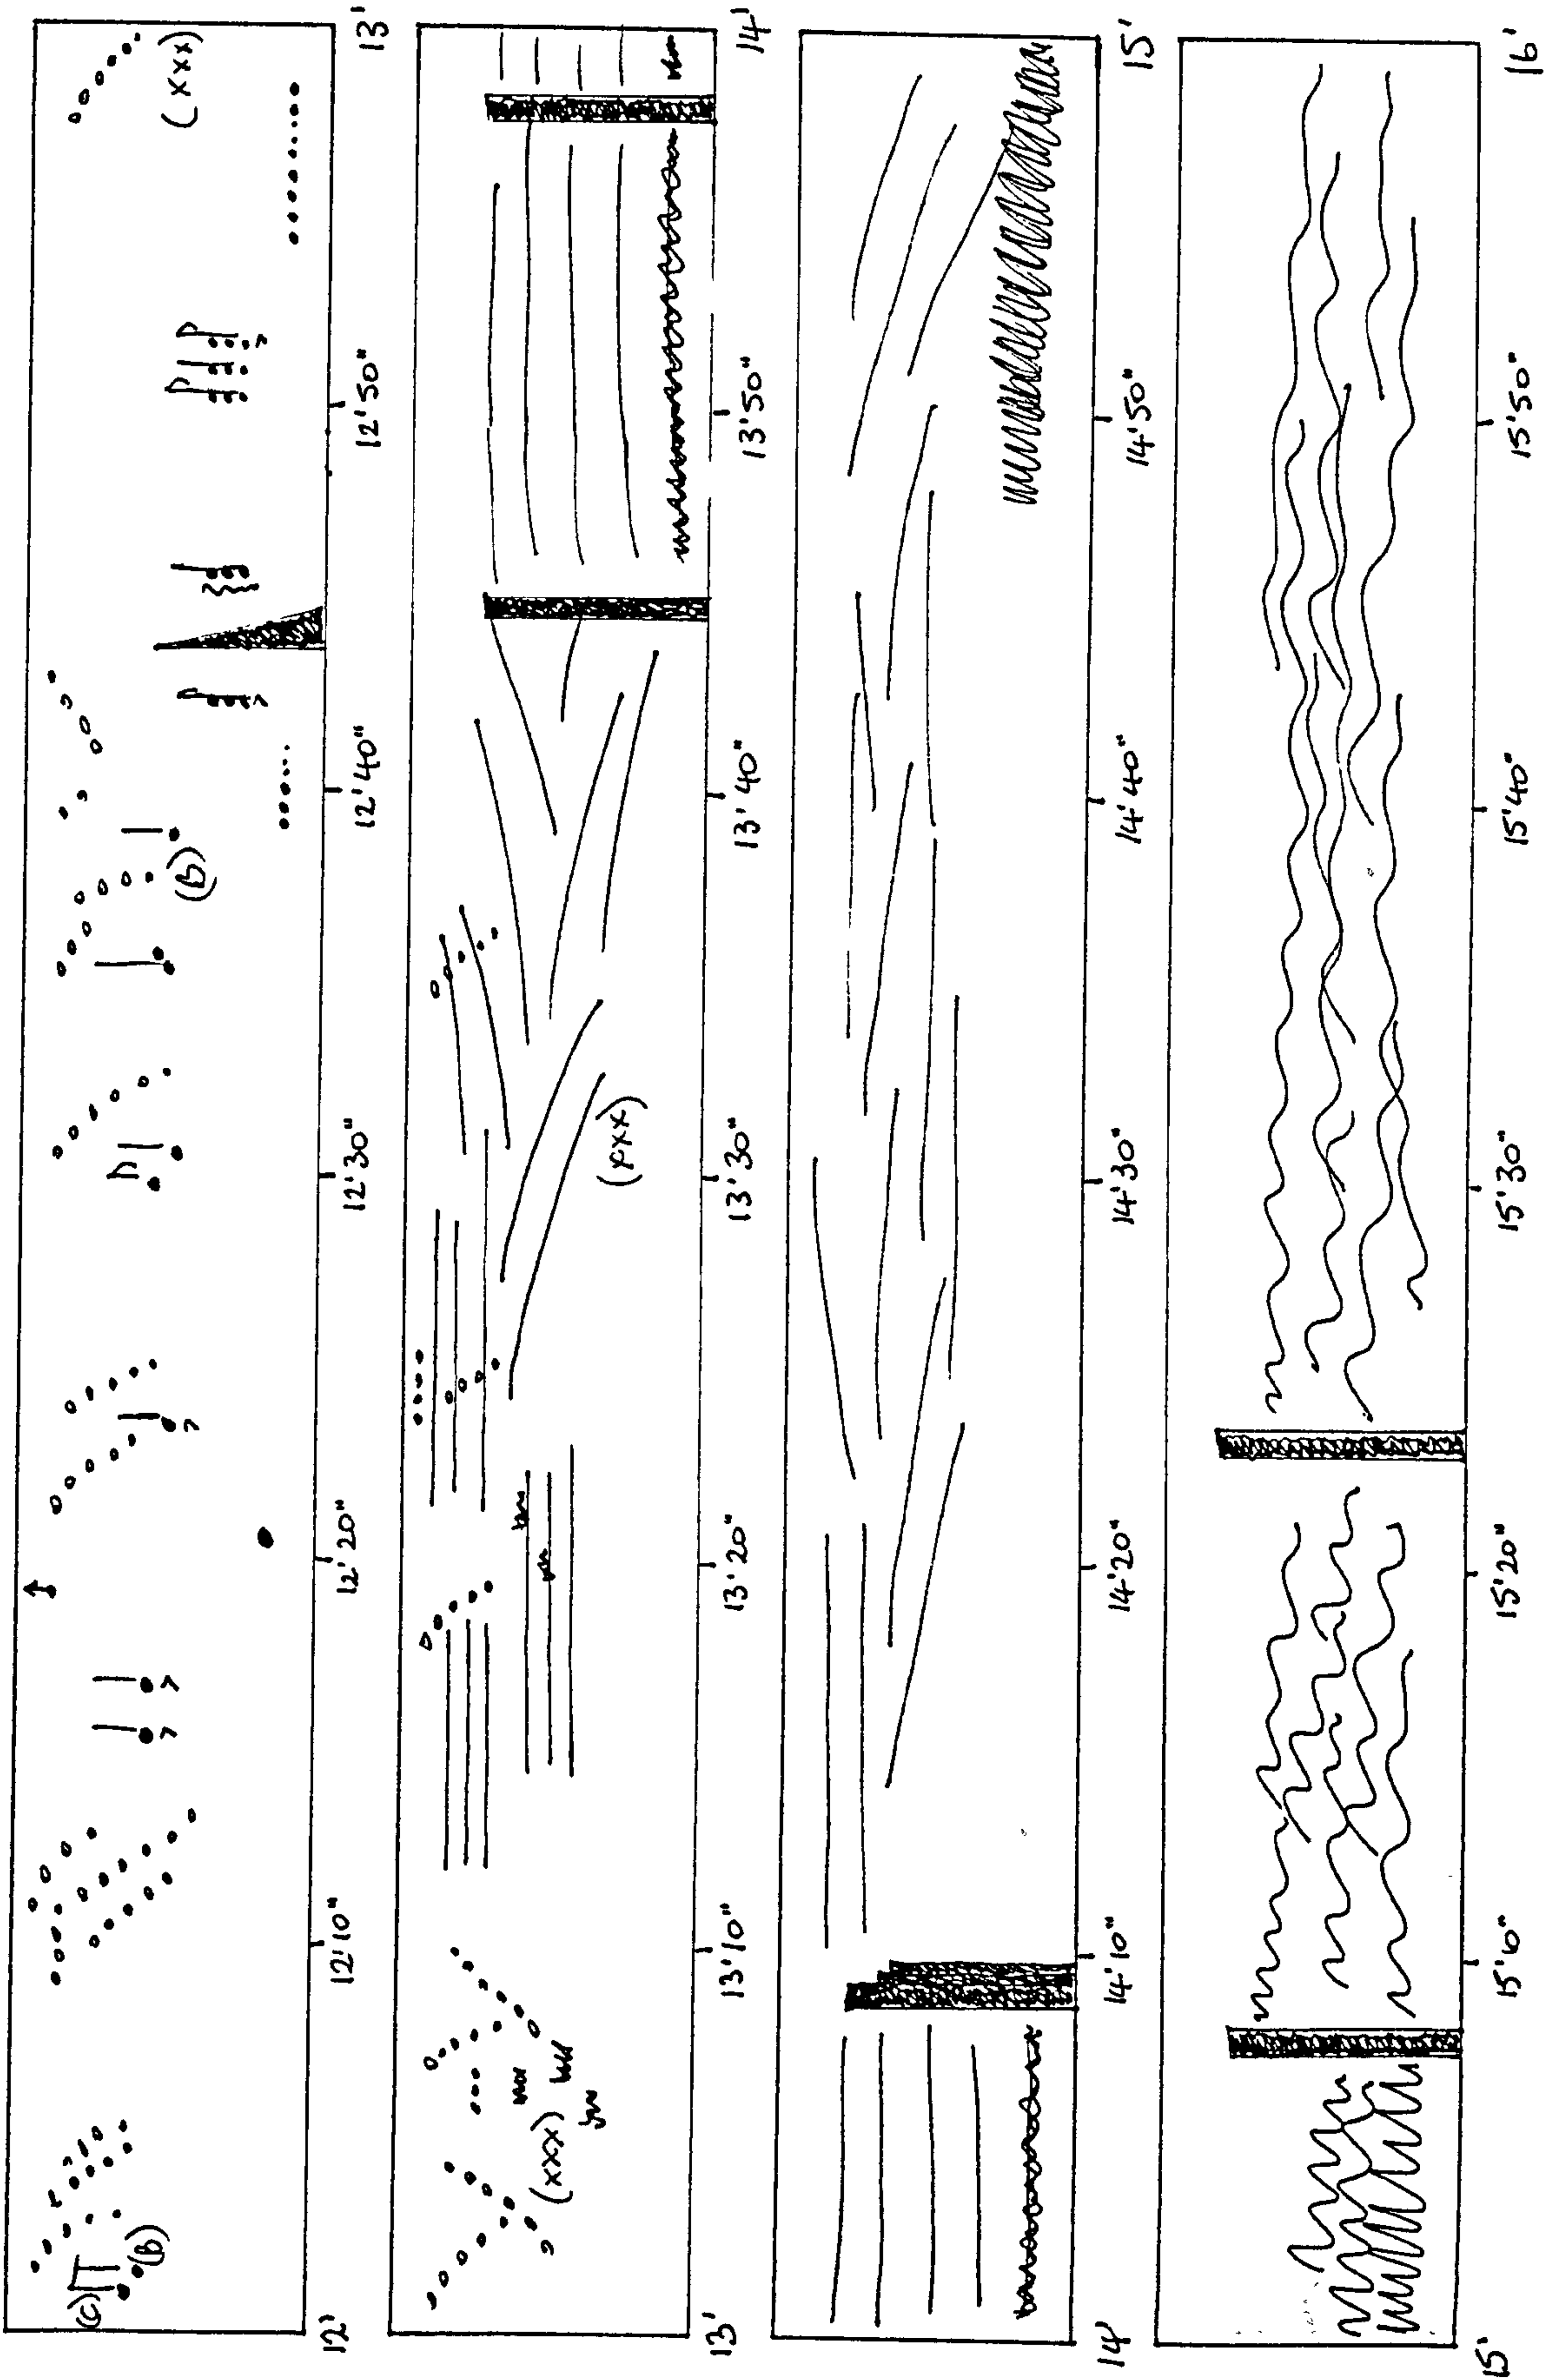 (c) (b) (b) (xxx)
12' 12'10" 12'20" 12'30" 12'40" 12'50" 13'
(xxx) (xxx)
13' 13'10" 13'20" 13'30" 13'40" 13'50" 14'
14' 14'10" 14'20" 14'30" 14'40" 14'50" 15'
15' 15'10" 15'20" 15'30" 15'40" 15'50" 16'